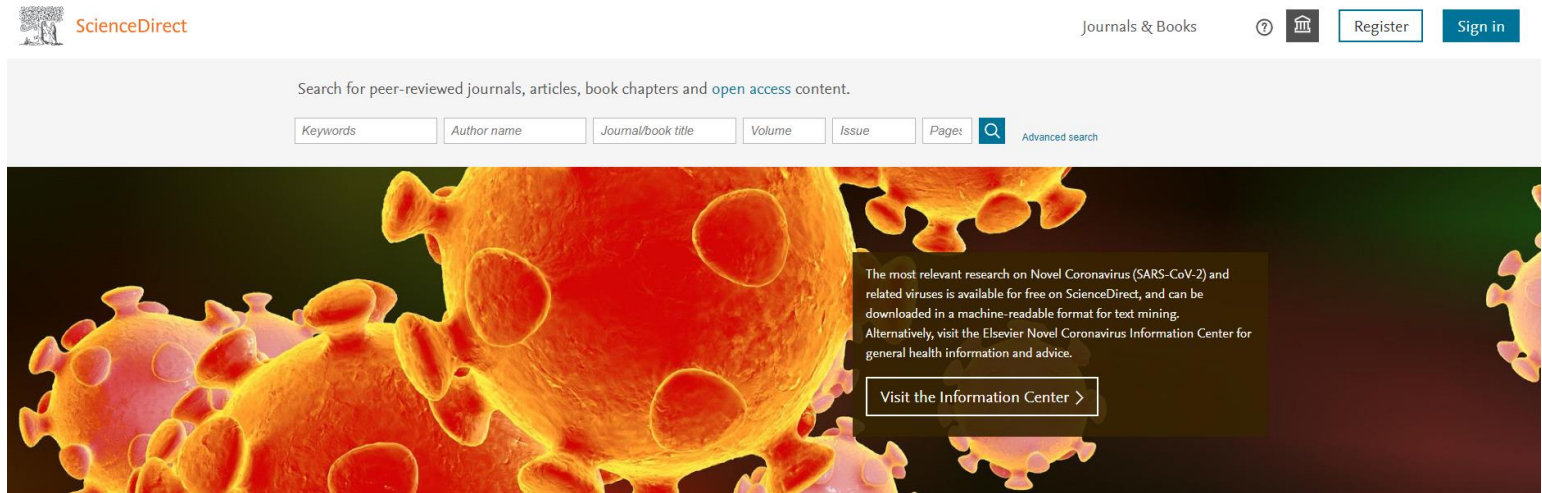 ScienceDirect
Journals & Books
Register
Sign in
Search for peer-reviewed journals, articles, book chapters and open access content.
Keywords
Author name
Journal/book title
Volume
Issue
Pages
Advanced search
The most relevant research on Novel Coronavirus (SARS-CoV-2) and
related viruses is available for free on ScienceDirect, and can be
downloaded in a machine-readable format for text mining.
Alternatively, visit the Elsevier Novel Coronavirus Information Center for
general health information and advice.
Visit the Information Center >